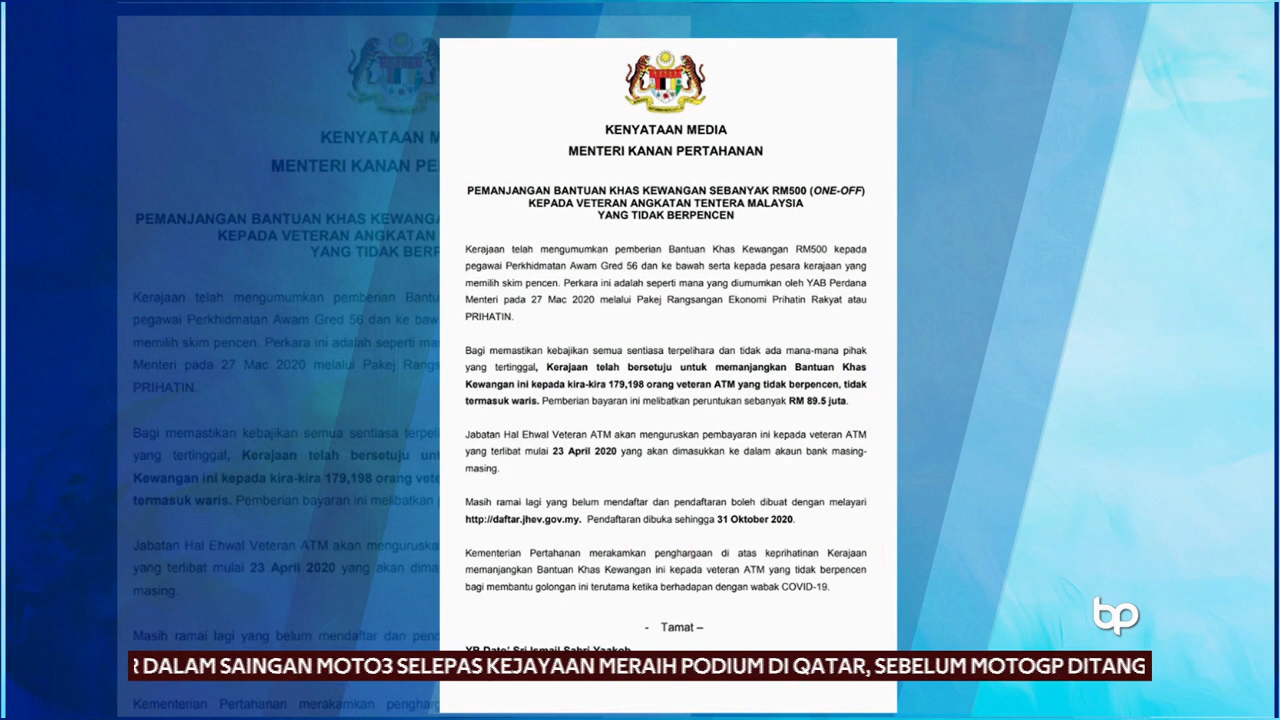 KENYATAAN MEDIA
MENTERI KANAN PERTAHANAN
PEMANJANGAN BANTUAN KHAS KEWANGAN SEBANYAK RM500 (ONE-OFF)
KEPADA VETERAN ANGKATAN TENTERA MALAYSIA
YANG TIDAK BERPENCEN
Kerajaan telah mengumumkan pemberian Bantuan Khas Kewangan RM500 kepada
pegawai Perkhidmatan Awam Gred 56 dan ke bawah serta kepada pesara kerajaan yang
memilih skim pencen. Perkara ini adalah seperti mana yang diumumkan oleh YAB Perdana
Menteri pada 27 Mac 2020 melalui Pakej Rangsangan Ekonomi Prihatin Rakyat atau
PRIHATIN.
Bagi memastikan kebajikan semua sentiasa terpelihara dan tidak ada mana-mana pihak
yang tertinggal, Kerajaan telah bersetuju untuk memanjangkan Bantuan Khas
Kewangan ini kepada kira-kira 179,198 orang veteran ATM yang tidak berpencen, tidak
termasuk waris. Pemberian bayaran ini melibatkan peruntukan sebanyak RM 89.5 juta.
Jabatan Hal Ehwal Veteran ATM akan menguruskan pembayaran ini kepada veteran ATM
yang terlibat mulai 23 April 2020 yang akan dimasukkan ke dalam akaun bank masing-
masing.
Masih ramai lagi yang belum mendaftar dan pendaftaran boleh dibuat dengan melayari
http://daftar.jhev.gov.my. Pendaftaran dibuka sehingga 31 Oktober 2020.
Kementerian Pertahanan merakamkan penghargaan di atas keprihatinan Kerajaan
memanjangkan Bantuan Khas Kewangan ini kepada veteran ATM yang tidak berpencen
bagi membantu golongan ini terutama ketika berhadapan dengan wabak COVID-19.
- Tamat –
YB Dato' Sri Ismail Sabri Yaakob
bp
R DALAM SAINGAN MOTO3 SELEPAS KEJAYAAN MERAIH PODIUM DI QATAR, SEBELUM MOTOGP DITANG